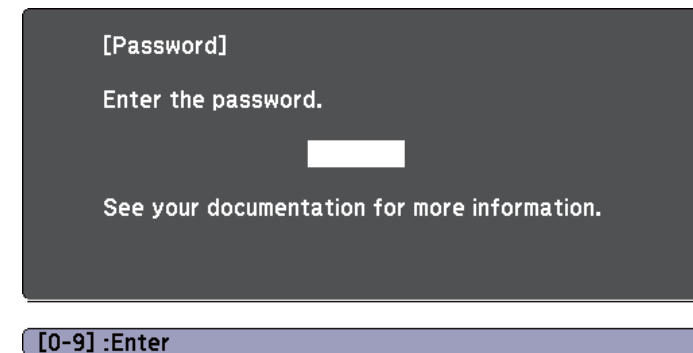 [Password]
Enter the password.
See your documentation for more information.
[0-9] :Enter